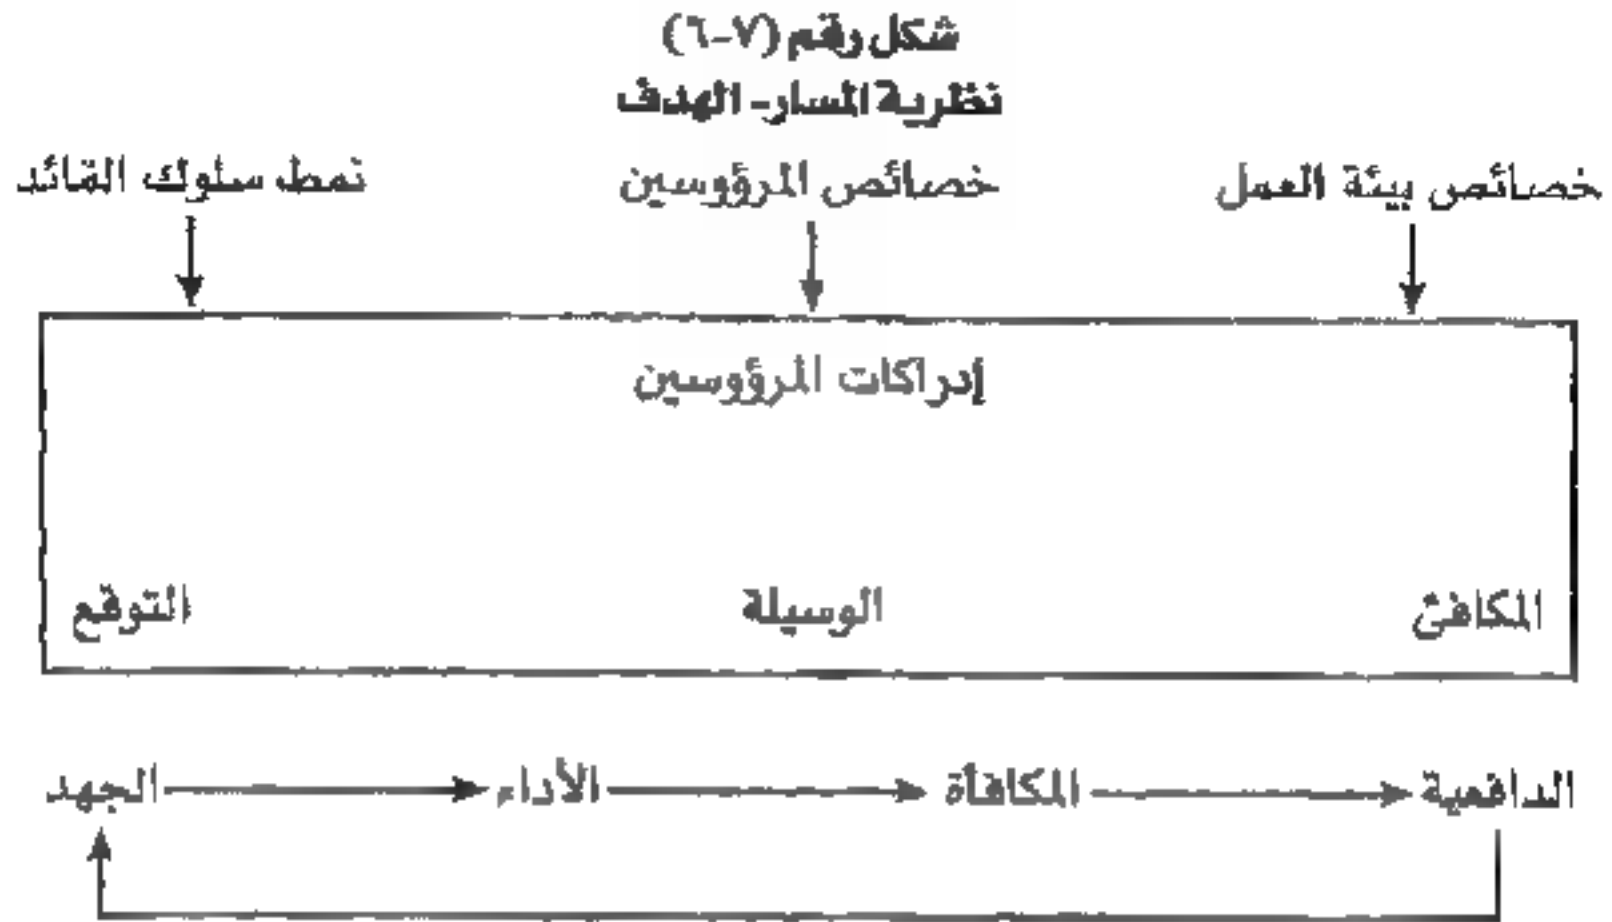 شكل رقم (٧-٦)
نظرية المسار- الهدف
خصائص بيئة العمل خصائص المرؤوسين نمط سلوك القائد
إدراكات المرؤوسين
المكافئ الوسيلة التوقع
الدافعية المكافأة الأداء الجهد